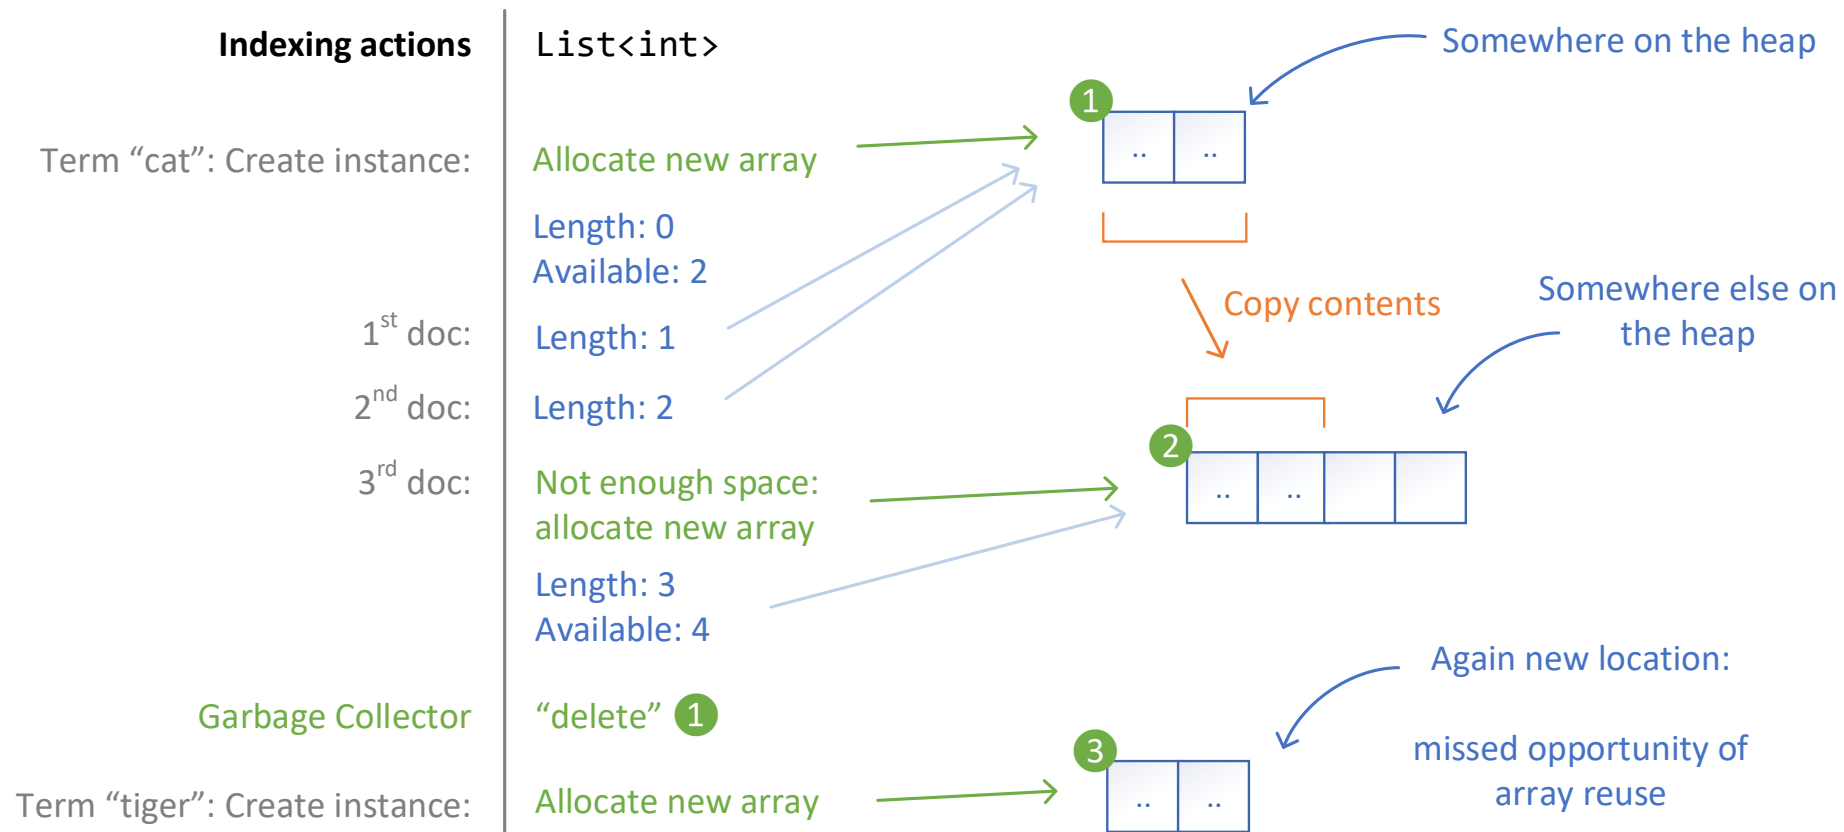 Indexing actions
List<int>
Somewhere on the heap
1
Term “cat”: Create instance:
Allocate new array
.. ..
Length: 0
Available: 2
Copy contents
Somewhere else on
the heap
1st doc:
Length: 1
2nd doc:
Length: 2
2
3rd doc:
Not enough space:
allocate new array
.. ..
Length: 3
Available: 4
Again new location:
Garbage Collector
“delete” 1
missed opportunity of
array reuse
3
Term “tiger”: Create instance:
Allocate new array
.. ..